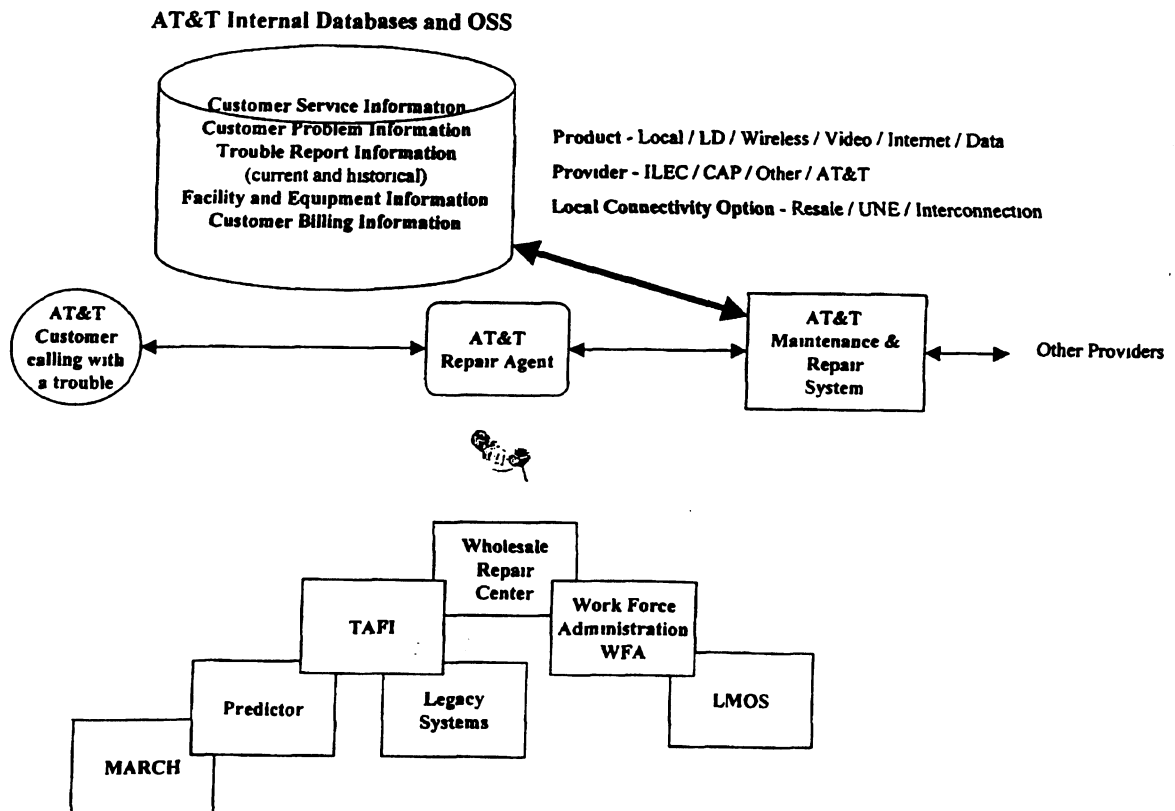 AT&T Internal Databases and OSS
Customer Service Information
Customer Problem Information
Trouble Report Information
(current and historical)
Facility and Equipment Information
Customer Billing Information
Product - Local / LD / Wireless / Video / Internet / Data
Provider - ILEC / CAP / Other / AT&T
Local Connectivity Option - Resale / UNE / Interconnection
AT&T
Customer
calling with
a trouble
AT&T
Repair Agent
AT&T
Maintenance &
Repair
System
Other Providers
Wholesale
Repair
Center
TAFI
Work Force
Administration
WFA
Predictor
Legacy
Systems
LMOS
MARCH